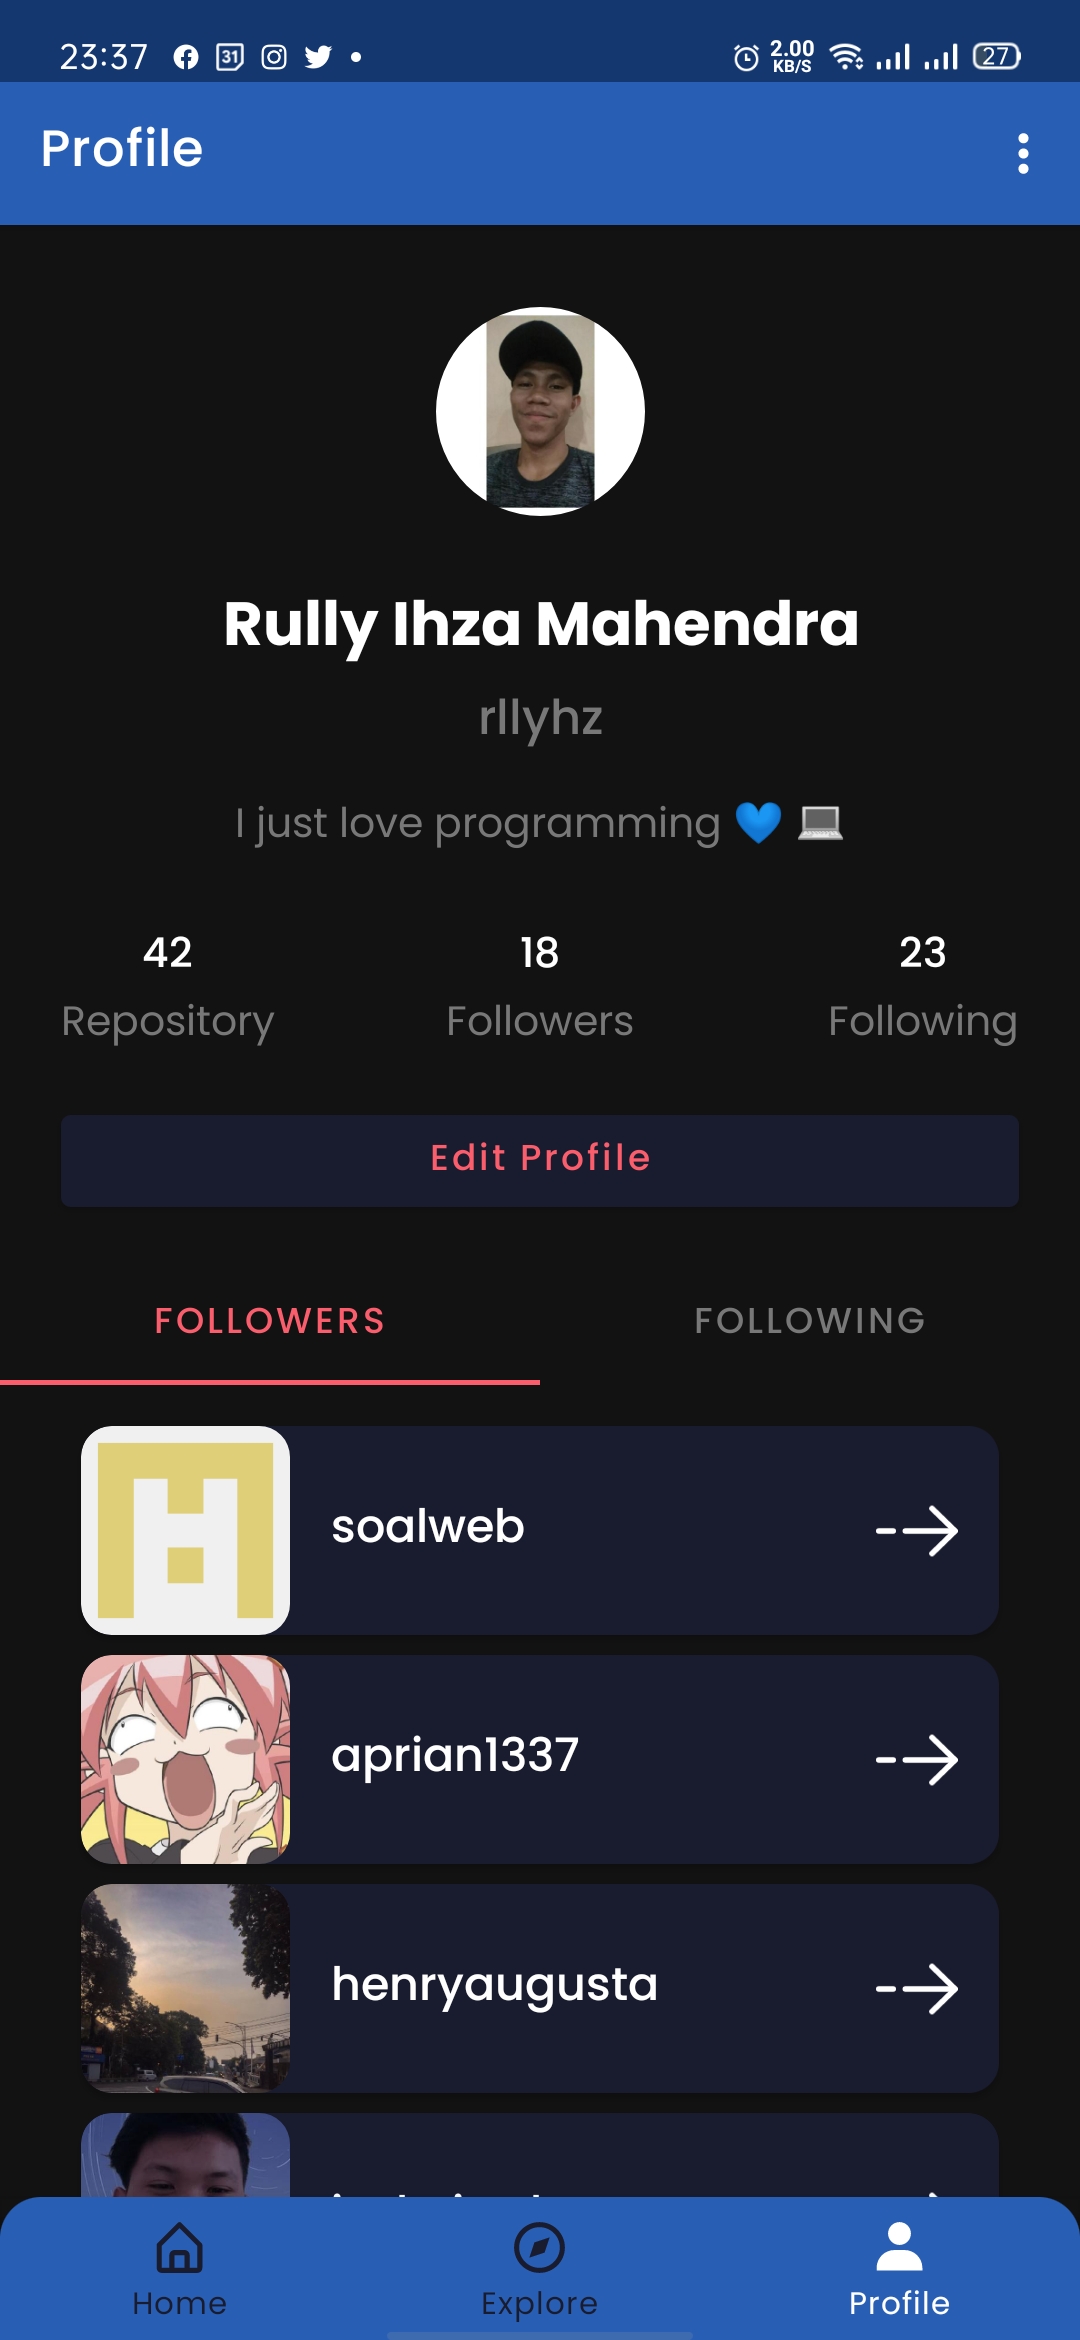 23:37 31 2.00 KB/S 27
Profile
Rully Ihza Mahendra
rllyhz
I just love programming 💙 💻
42 18 23
Repository Followers Following
Edit Profile
FOLLOWERS FOLLOWING
soalweb
aprian1337
henryaugusta
Home Explore Profile